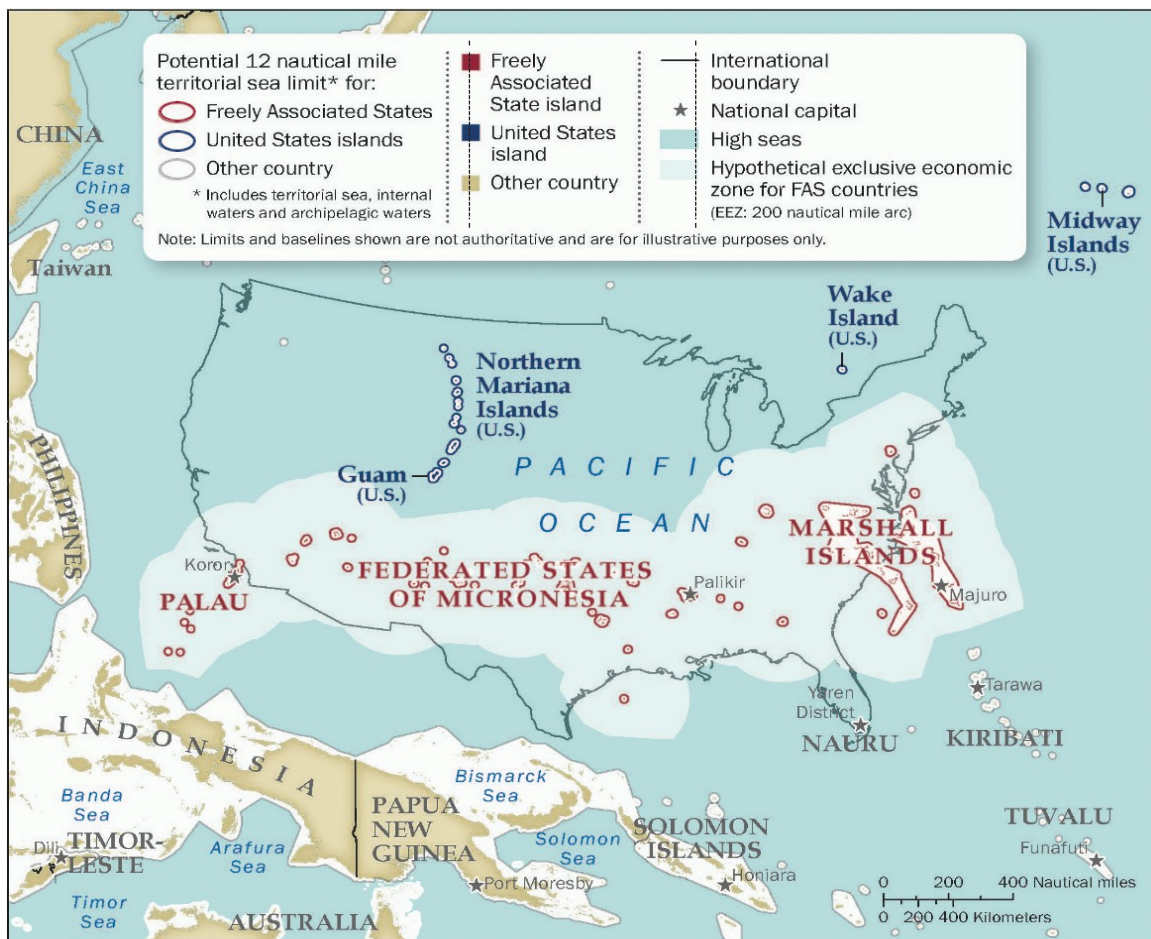 Potential 12 nautical mile
territorial sea limit* for:
Freely Associated States
United States islands
Other country
* Includes territorial sea, internal
waters and archipelagic waters
Freely
Associated
State island
United States
island
Other country
International
boundary
National capital
High seas
Hypothetical exclusive economic
zone for FAS countries
(EEZ: 200 nautical mile arc)
Note: Limits and baselines shown are not authoritative and are for illustrative purposes only.
CHINA
East
China
Sea
Taiwan
Midway
Islands
(U.S.)
Wake
Island
(U.S.)
Northern
Mariana
Islands
(U.S.)
Guam
(U.S.)
PHILIPPINES
PACIFIC
OCEAN
Koror
PALAU
FEDERATED STATES
OF MICRONESIA
Palikir
MARSHALL
ISLANDS
Majuro
Yaren
District
NAURU
Tarawa
KIRIBATI
INDONESIA
Banda
Sea
Dili
TIMOR-
LESTE
Arafura
Sea
Timor
Sea
AUSTRALIA
PAPUA
NEW
GUINEA
Port Moresby
Bismarck
Sea
Solomon
Sea
SOLOMON
ISLANDS
Honiara
TUVALU
Funafuti
0 200 400 Nautical miles
0 200 400 Kilometers